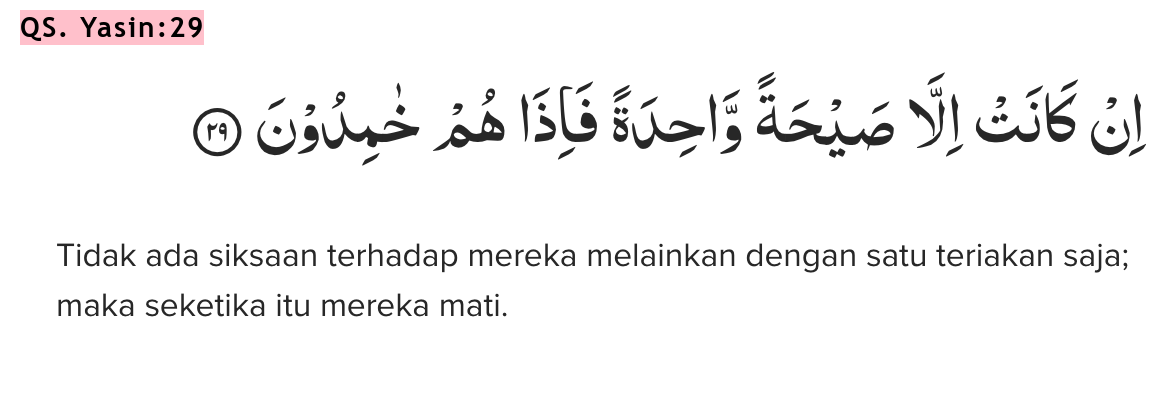 QS. Yasin:29
اِنْ كَانَتْ اِلَّا صَيْحَةً وَّاحِدَةً فَاِذَا هُمْ خٰمِدُوْنَ ٢٩
Tidak ada siksaan terhadap mereka melainkan dengan satu teriakan saja;
maka seketika itu mereka mati.